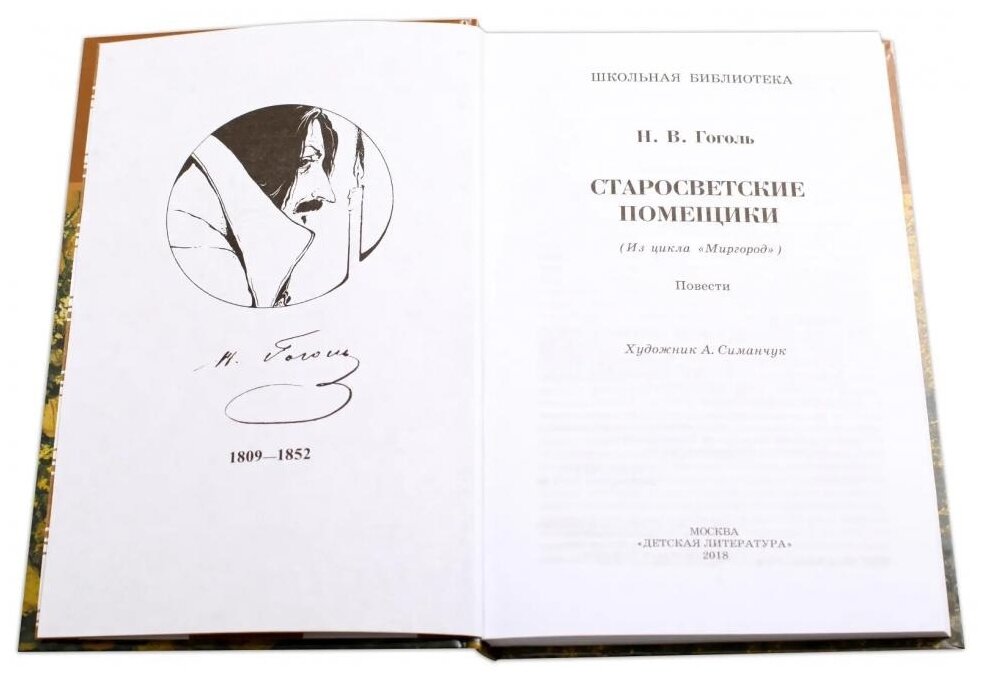 Н. Гоголь
1809—1852
ШКОЛЬНАЯ БИБЛИОТЕКА
Н. В. Гоголь
СТАРОСВЕТСКИЕ
ПОМЕЩИКИ
(Из цикла «Миргород»)
Повести
Художник А. Симанчук
МОСКВА
«ДЕТСКАЯ ЛИТЕРАТУРА»
2018